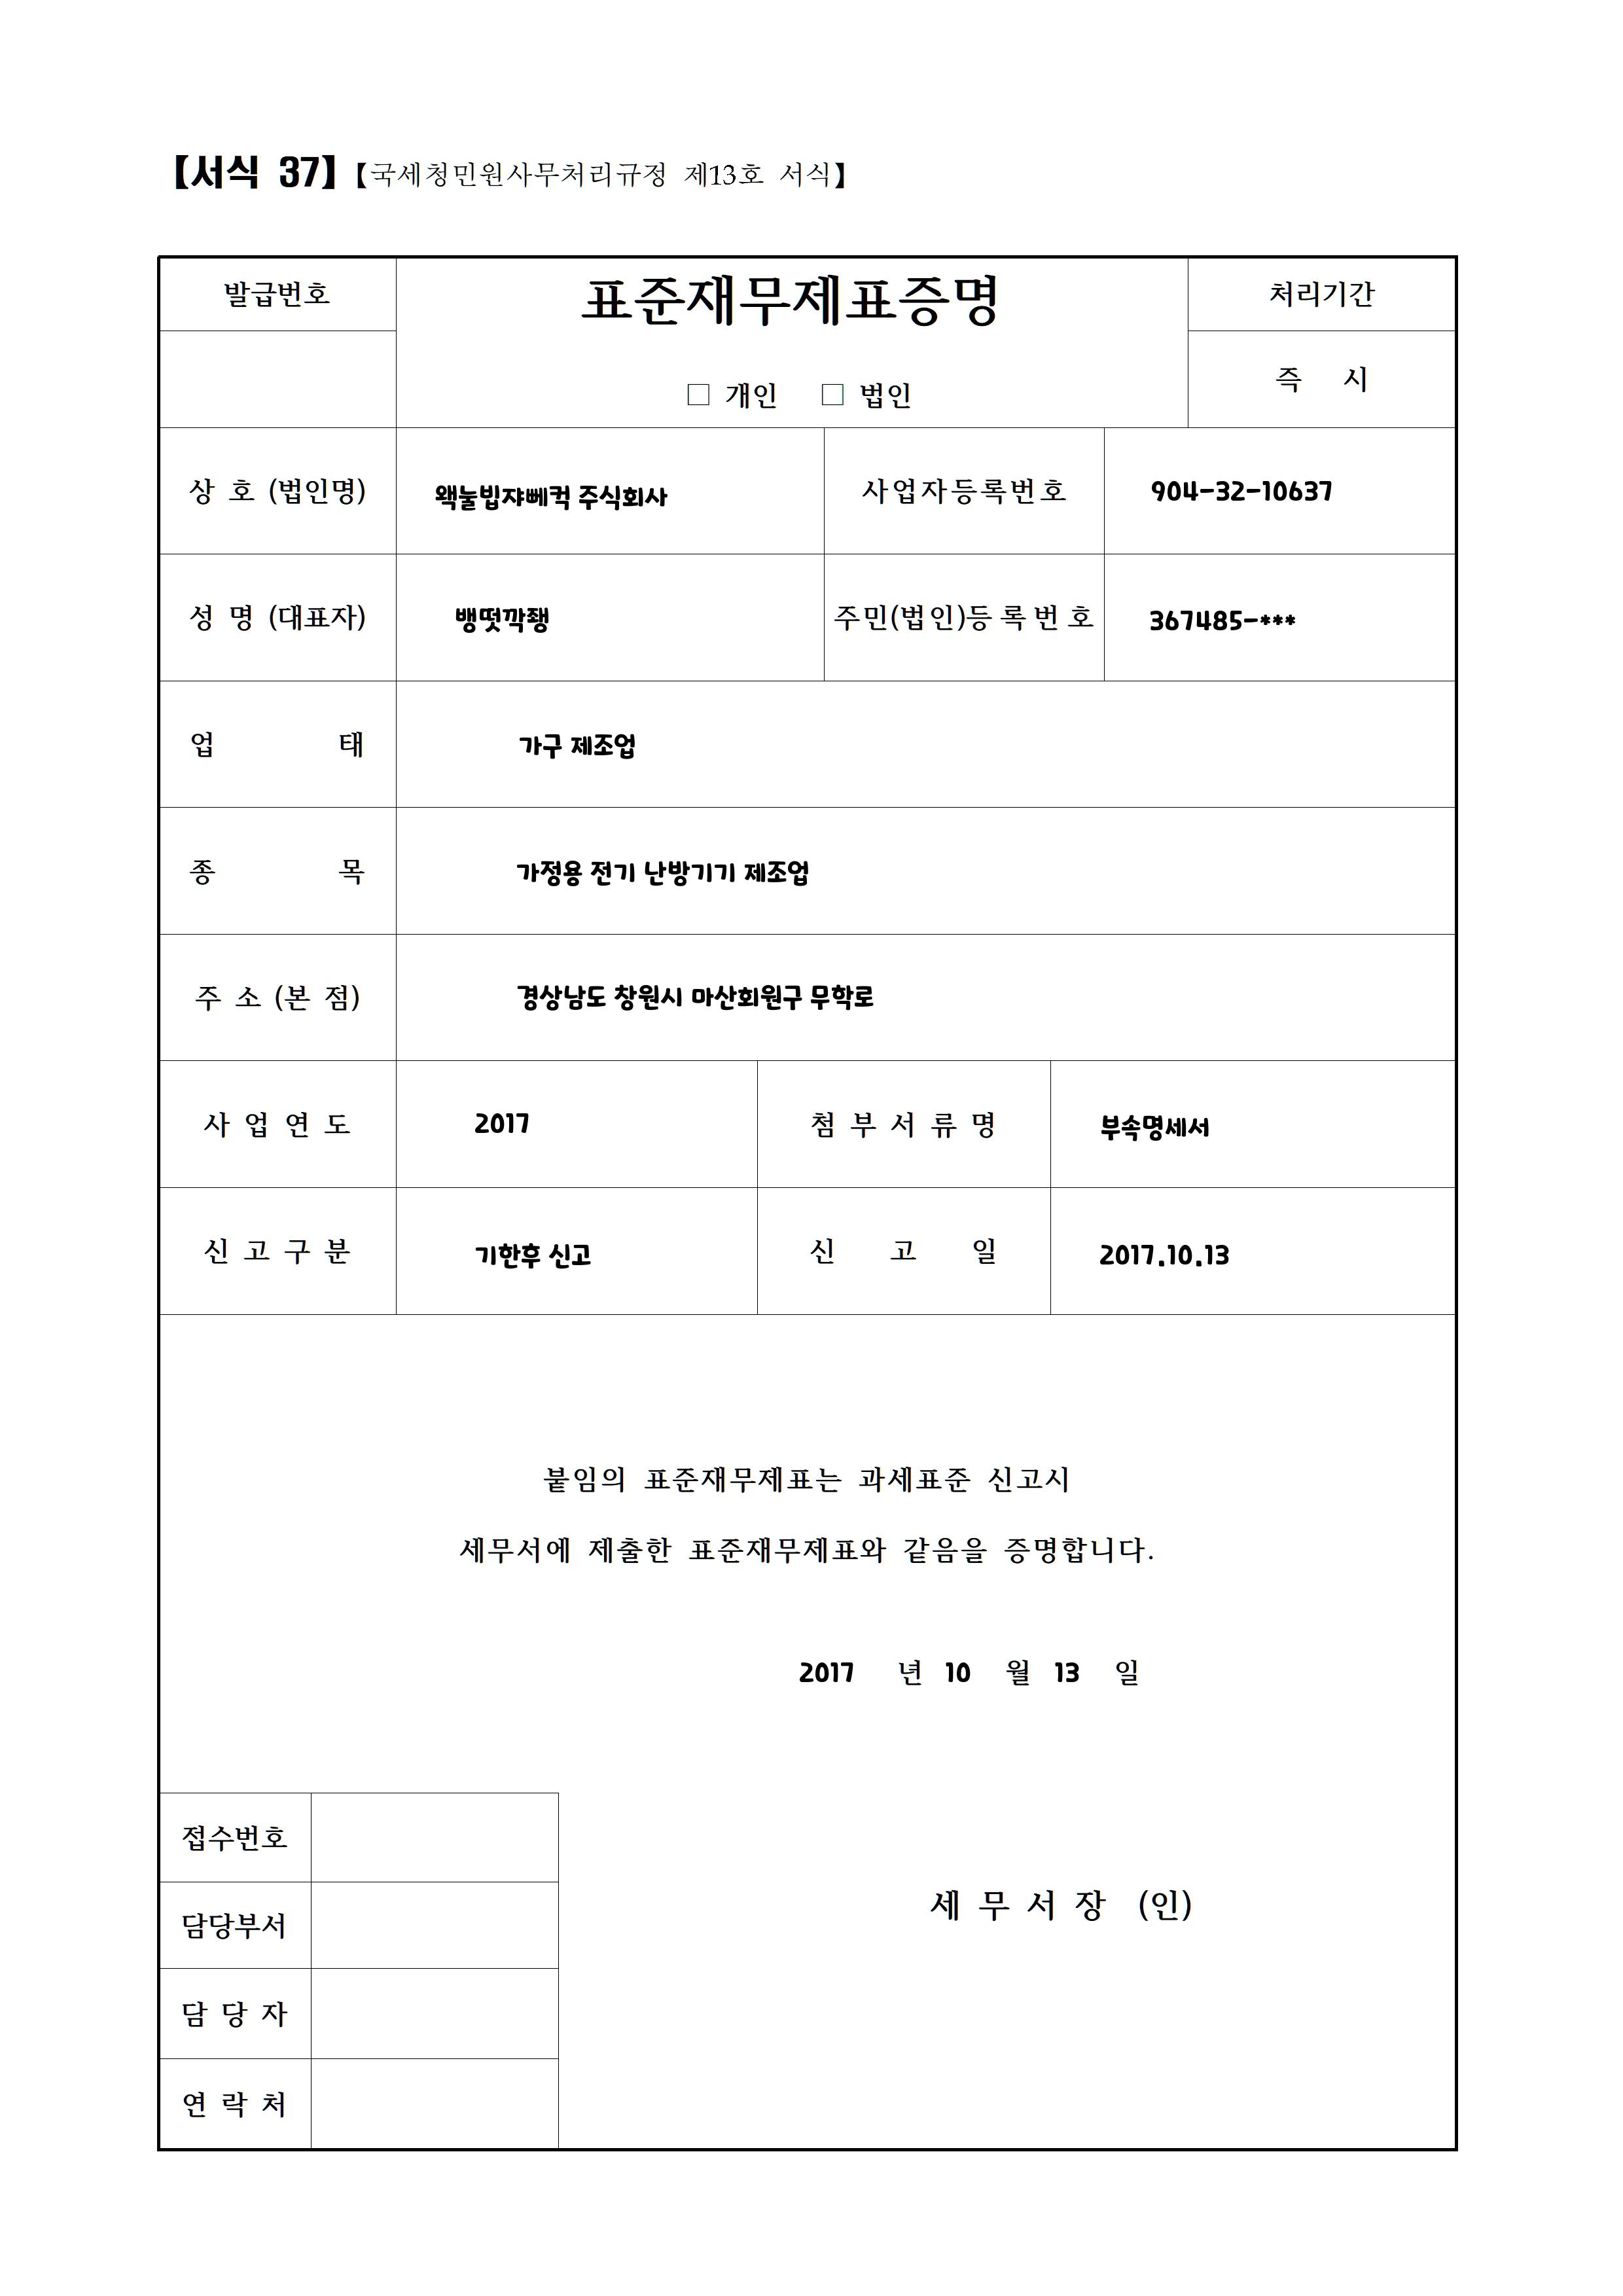 【서식 37】【국세청민원사무처리규정 제13호 서식】
발급번호
표준재무제표증명
처리기간
□ 개인 □ 법인
즉 시
상 호 (법인명) 왝눌빕쟈뻬컥 주식회사 사업자등록번호 904-32-10637
성 명 (대표자) 뱅떳깍좽 주민(법인)등록번호 367485-***
업 태 가구 제조업
종 목 가정용 전기 난방기기 제조업
주 소 (본 점) 경상남도 창원시 마산회원구 무학로
사 업 연 도 2017 첨 부 서 류 명 부속명세서
신 고 구 분 기한후 신고 신 고 일 2017.10.13
붙임의 표준재무제표는 과세표준 신고시
세무서에 제출한 표준재무제표와 같음을 증명합니다.
2017 년 10 월 13 일
접수번호
담당부서
세 무 서 장 (인)
담 당 자
연 락 처